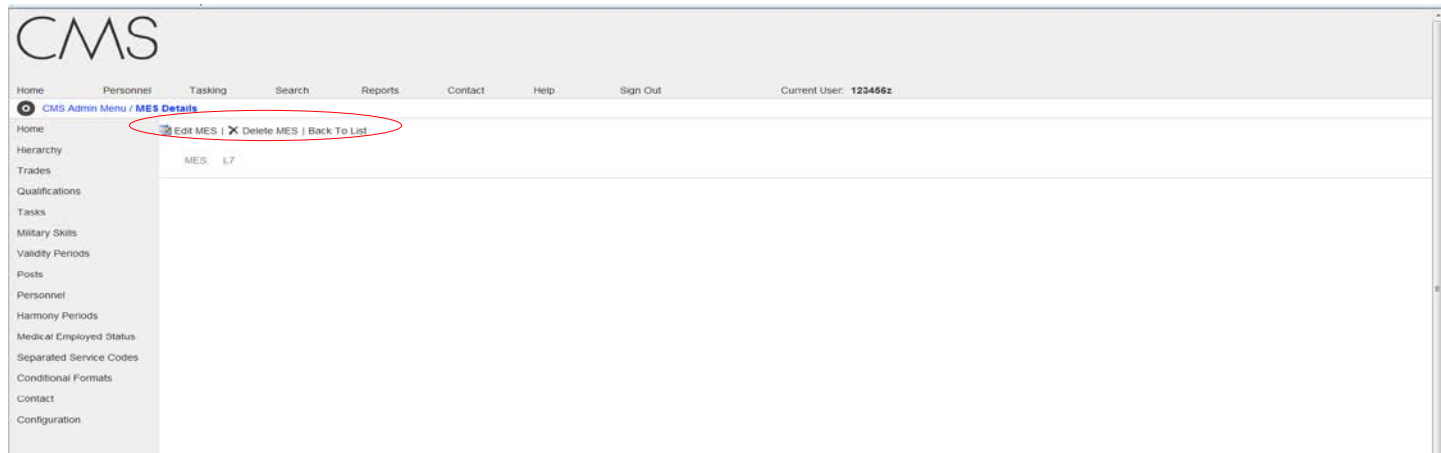 CMS
Home Personnel Tasking Search Reports Contact Help Sign Out Current User: 123456z
CMS Admin Menu / MES Details
Edit MES | Delete MES | Back To List
MES: L7
Home
Hierarchy
Trades
Qualifications
Tasks
Military Skills
Validity Periods
Posts
Personnel
Harmony Periods
Medical Employed Status
Separated Service Codes
Conditional Formats
Contact
Configuration